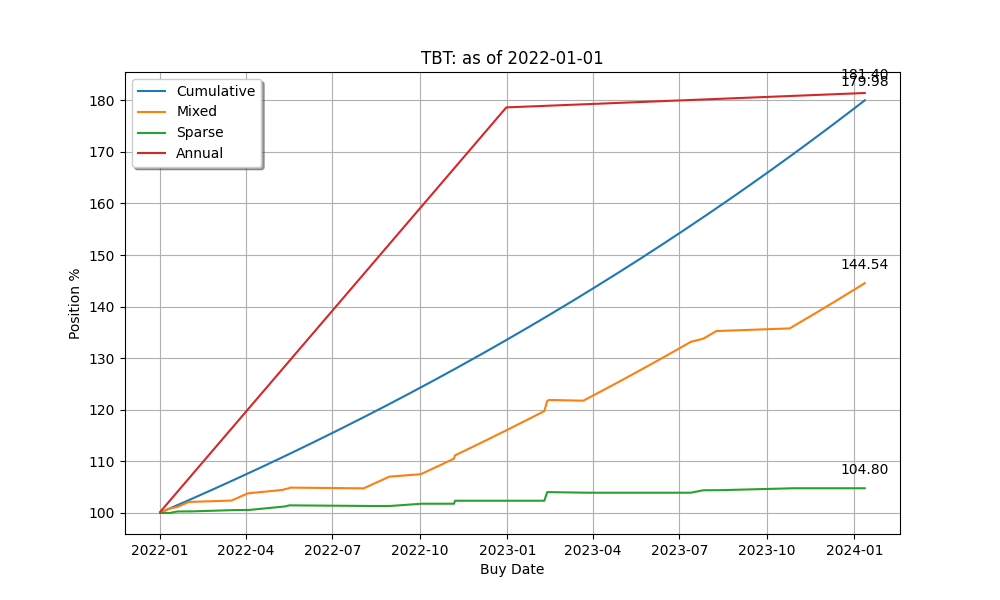 TBT: as of 2022-01-01
181.40
179.98
Cumulative
Mixed
Sparse
Annual
144.54
104.80
180
170
160
150
140
130
120
110
100
Position %
2022-01 2022-04 2022-07 2022-10 2023-01 2023-04 2023-07 2023-10 2024-01
Buy Date